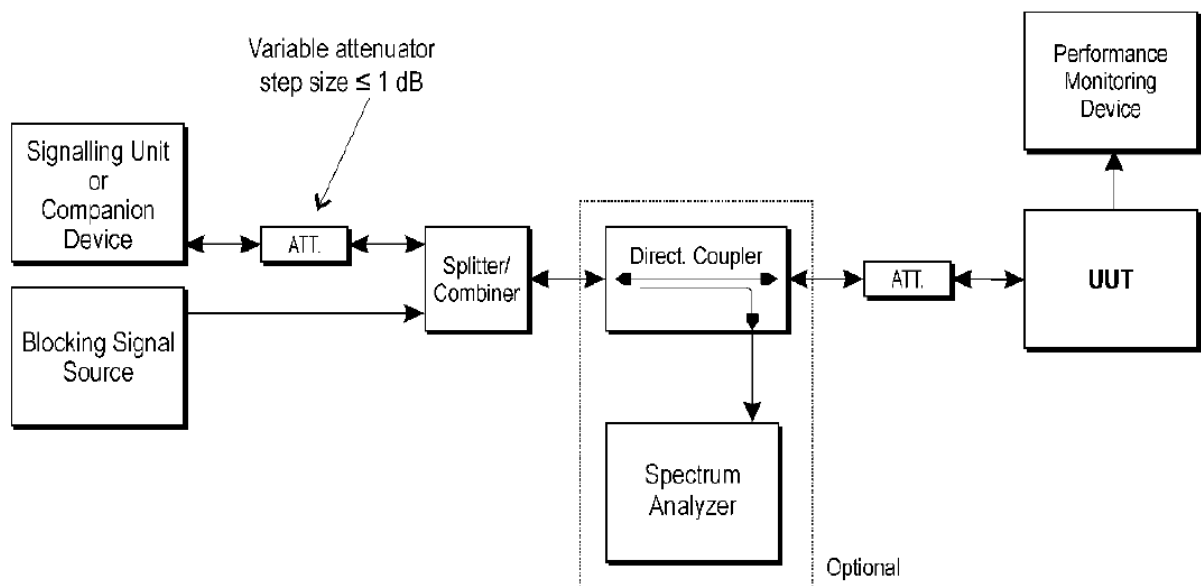 Variable attenuator
step size ≤ 1 dB
Performance
Monitoring
Device
Signalling Unit
or
Companion
Device
ATT.
Splitter/
Combiner
Direct. Coupler
ATT.
UUT
Blocking Signal
Source
Spectrum
Analyzer
Optional